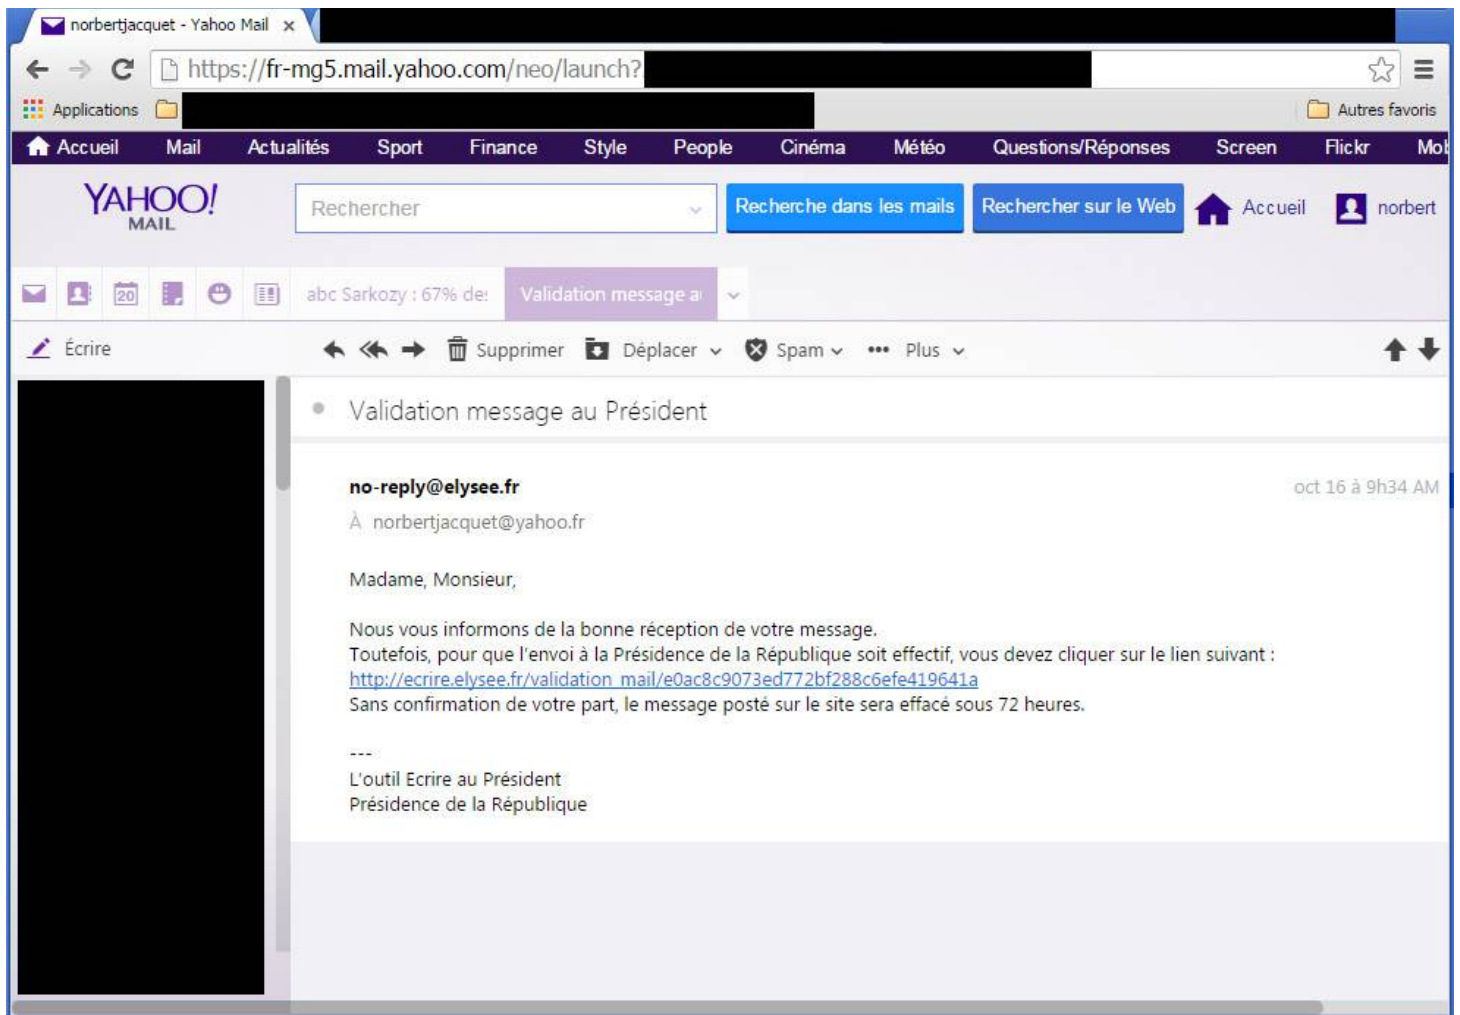 norbertjacquet - Yahoo Mail ×
https://fr-mg5.mail.yahoo.com/neo/launch?
Applications Autres favoris
Accueil Mail Actualités Sport Finance Style People Cinéma Météo Questions/Réponses Screen Flickr Mob
YAHOO! MAIL
Rechercher Recherche dans les mails Rechercher sur le Web Accueil norbert
20 abc Sarkozy : 67% des Validation message au
Écrire Supprimer Déplacer Spam Plus
Validation message au Président
no-reply@elysee.fr oct 16 à 9h34 AM
À norbertjacquet@yahoo.fr
Madame, Monsieur,
Nous vous informons de la bonne réception de votre message.
Toutefois, pour que l'envoi à la Présidence de la République soit effectif, vous devez cliquer sur le lien suivant :
http://ecrire.elysee.fr/validation_mail/e0ac8c9073ed772bf288c6efe419641a
Sans confirmation de votre part, le message posté sur le site sera effacé sous 72 heures.
---
L'outil Ecrire au Président
Présidence de la République